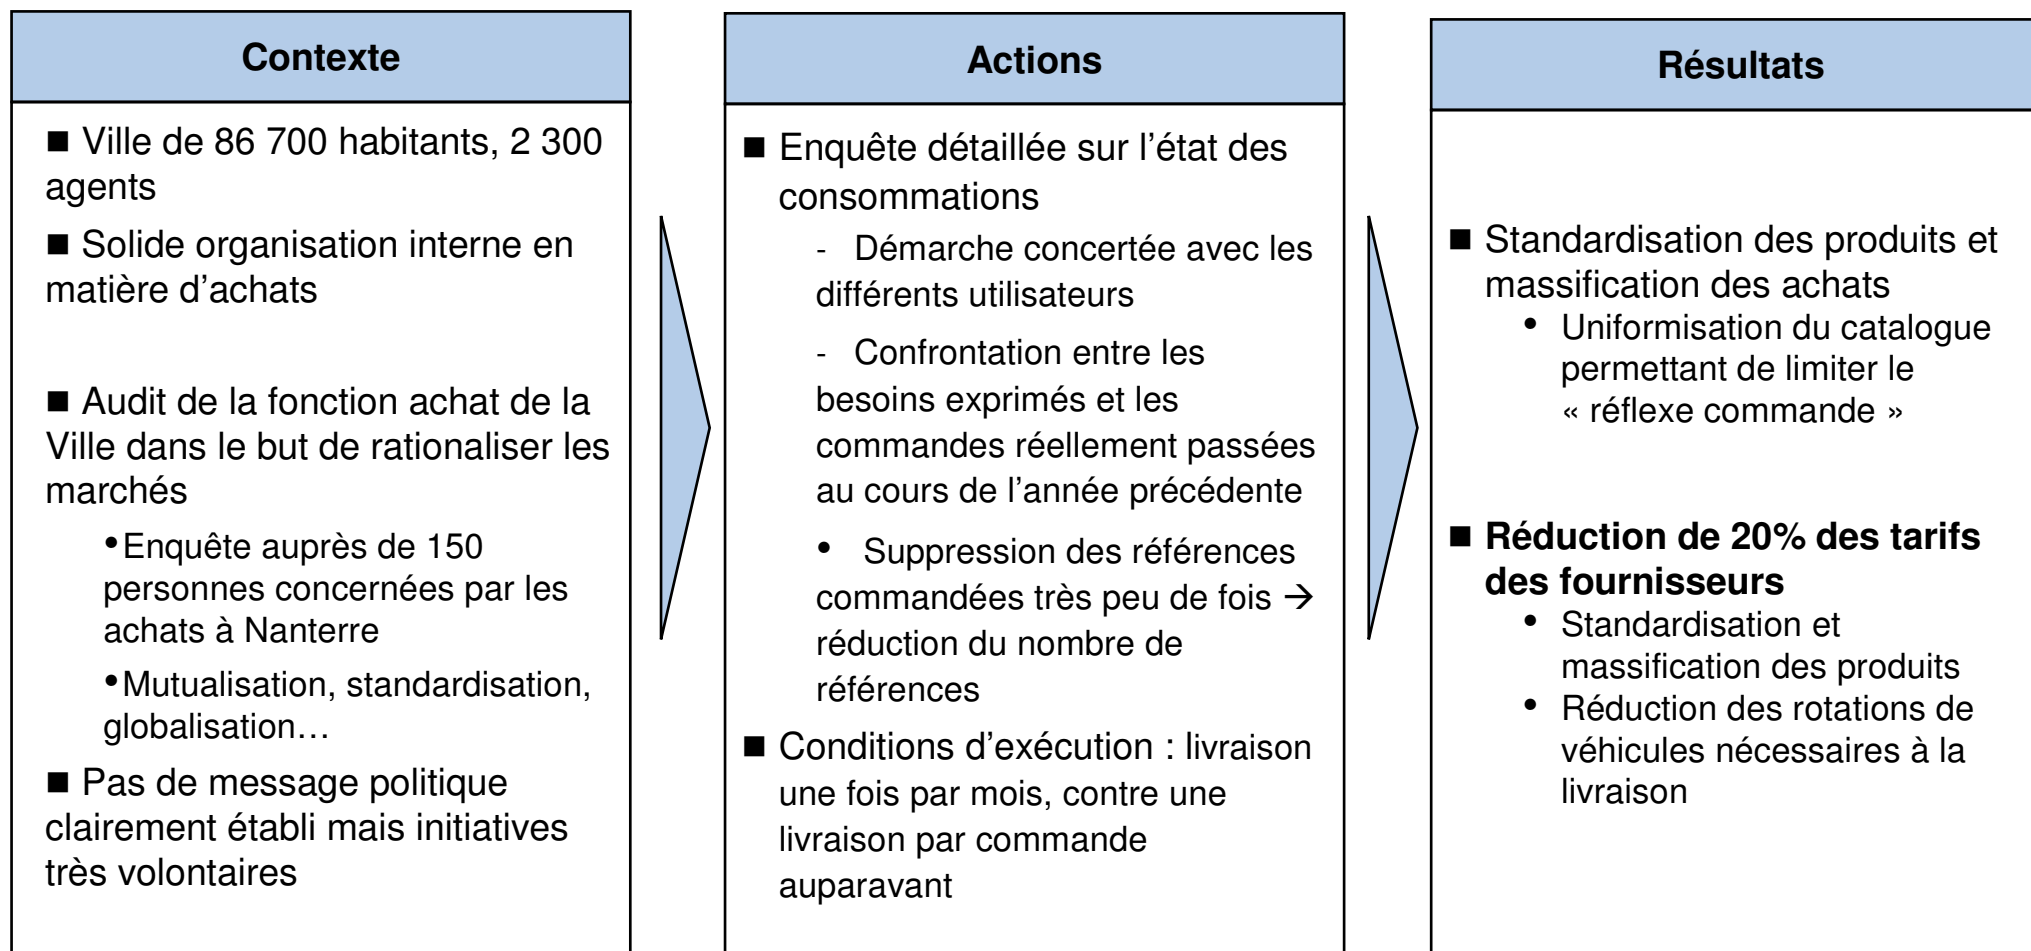 Contexte
■ Ville de 86 700 habitants, 2 300
agents
■ Solide organisation interne en
matière d’achats
■ Audit de la fonction achat de la
Ville dans le but de rationaliser les
marchés
•Enquête auprès de 150
personnes concernées par les
achats à Nanterre
•Mutualisation, standardisation,
globalisation…
■ Pas de message politique
clairement établi mais initiatives
très volontaires
Actions
■ Enquête détaillée sur l’état des
consommations
- Démarche concertée avec les
différents utilisateurs
- Confrontation entre les
besoins exprimés et les
commandes réellement passées
au cours de l’année précédente
• Suppression des références
commandées très peu de fois →
réduction du nombre de
références
■ Conditions d’exécution : livraison
une fois par mois, contre une
livraison par commande
auparavant
Résultats
■ Standardisation des produits et
massification des achats
• Uniformisation du catalogue
permettant de limiter le
« réflexe commande »
■ Réduction de 20% des tarifs
des fournisseurs
• Standardisation et
massification des produits
• Réduction des rotations de
véhicules nécessaires à la
livraison